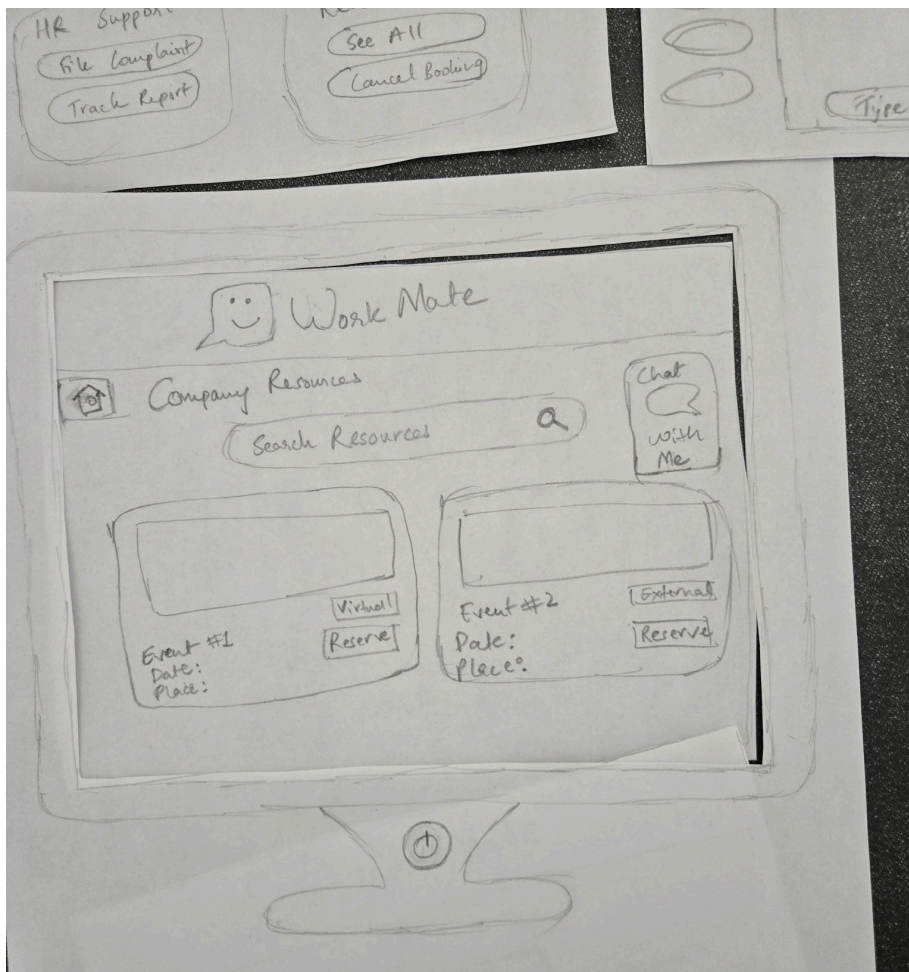 HR Support
File Complaint
Track Report
See All
Cancel Booking
Type
Work Mate
Company Resources
Search Resources
Chat
With
Me
Virtual
Reserve
Event #1
Date:
Place:
External
Reserve
Event #2
Date:
Place: